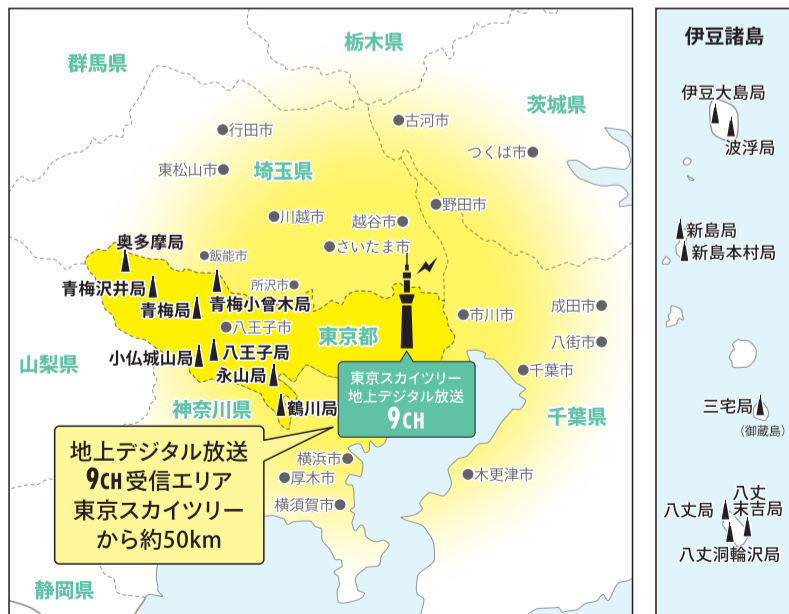 栃木県
群馬県
茨城県
古河市
行田市
つくば市
東松山市
埼玉県
野田市
川越市
越谷市
さいたま市
奥多摩局
飯能市
青梅沢井局
所沢市
青梅小曾木局
青梅局
成田市
市川市
八王子市
東京都
八街市
小仏城山局
八王子局
山梨県
永山局
千葉市
東京スカイツリー
地上デジタル放送
9CH
神奈川県
鶴川局
千葉県
地上デジタル放送
9CH受信エリア
東京スカイツリー
から約50km
横浜市
厚木市
木更津市
横須賀市
静岡県
伊豆諸島
伊豆大島局
波浮局
新島局
新島本村局
三宅局
(御蔵島)
八丈
末吉局
八丈局
八丈洞輪沢局